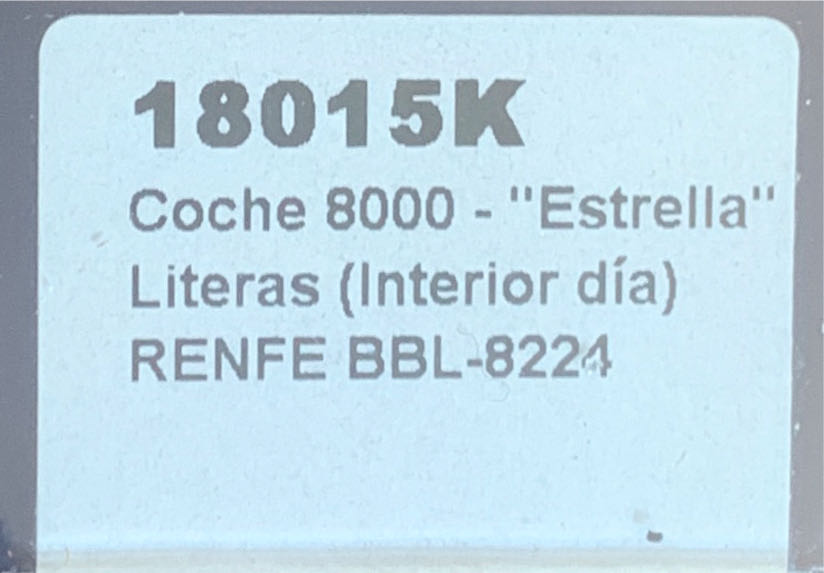 18015K
Coche 8000 - "Estrella"
Literas (Interior día)
RENFE BBL-8224